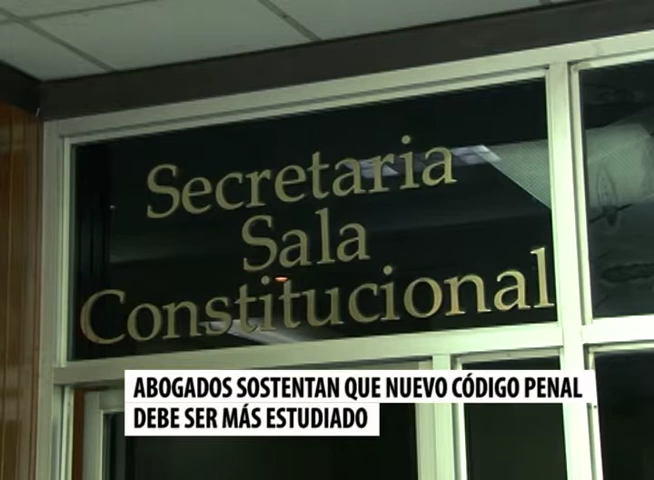 Secretaria
Sala
Constitucional
ABOGADOS SOSTENTAN QUE NUEVO CÓDIGO PENAL
DEBE SER MÁS ESTUDIADO